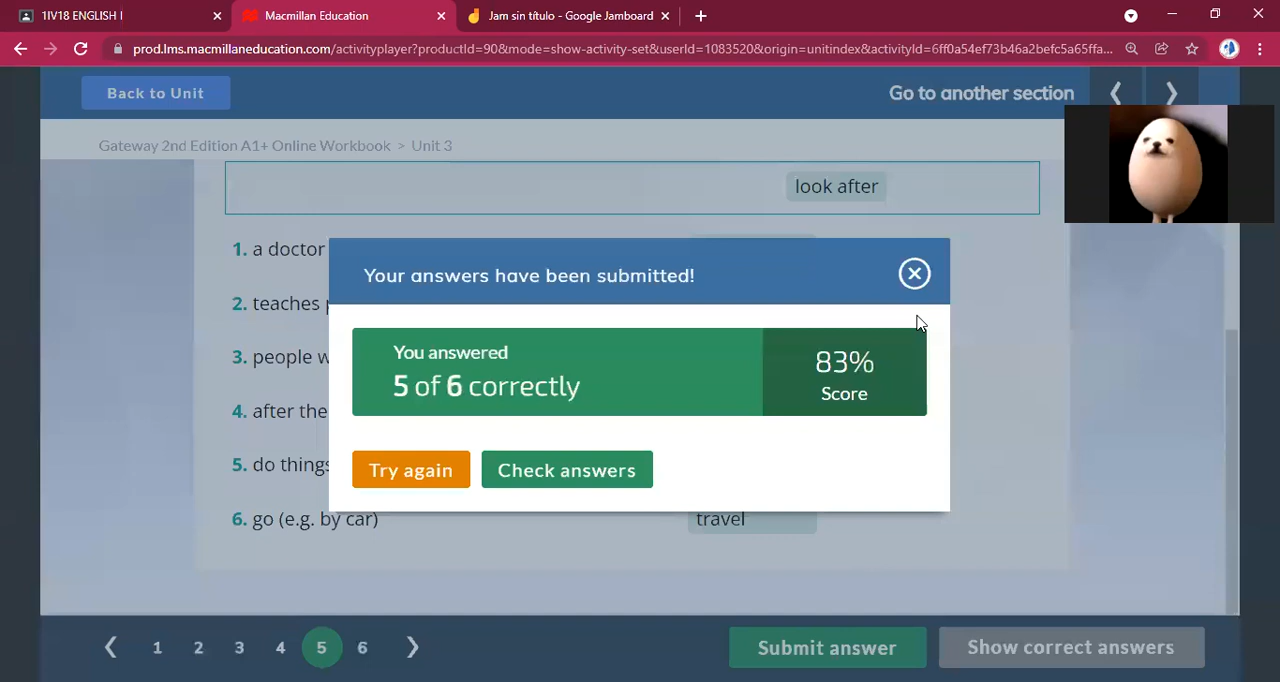 1IV18 ENGLISH I
Macmillan Education
Jam sin título - Google Jamboard
prod.lms.macmillaneducation.com/activityplayer?productId=90&mode=show-activity-set&userId=1083520&origin=unitindex&activityId=6ff0a54ef73b46a2befc5a65ffa...
Back to Unit
Go to another section
Gateway 2nd Edition A1+ Online Workbook > Unit 3
look after
1. a doctor
2. teaches
3. people
4. after the
5. do things
6. go (e.g. by car)
travel
Your answers have been submitted!
You answered
5 of 6 correctly
83%
Score
Try again
Check answers
1 2 3 4 5 6
Submit answer
Show correct answers